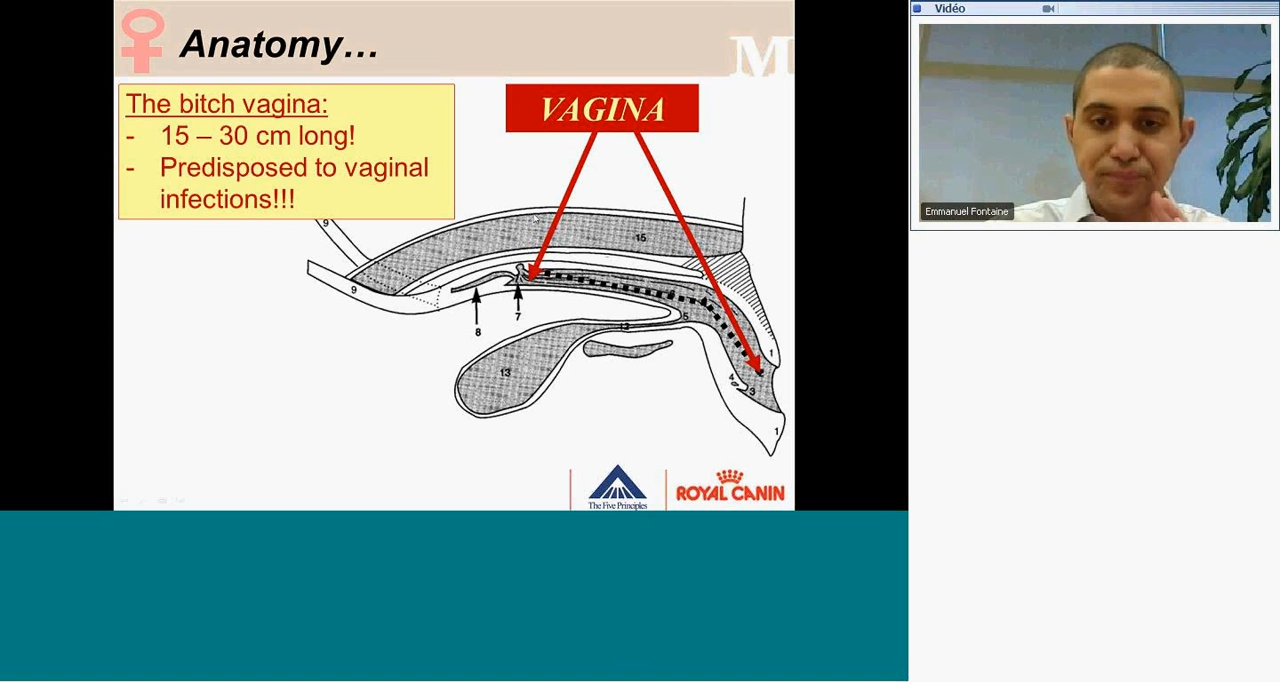 Anatomy…
M
The bitch vagina:
- 15 – 30 cm long!
- Predisposed to vaginal
infections!!!
VAGINA
9
15
9
8
7
5
12
13
4
3
1
1
The Five Principles
ROYAL CANIN
Vidéo
Emmanuel Fontaine